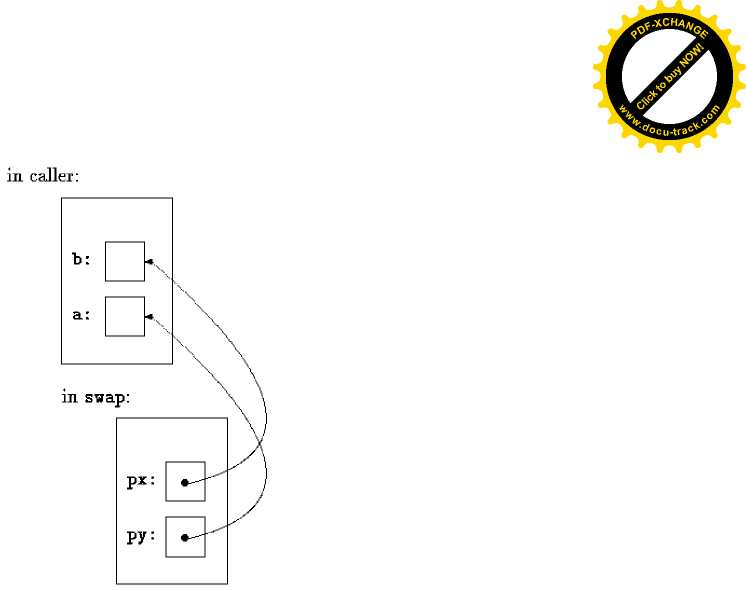 PDF-XCHANGE
Click to buy NOW!
www.docu-track.com
in caller:
b:
a:
in swap:
px:
py: